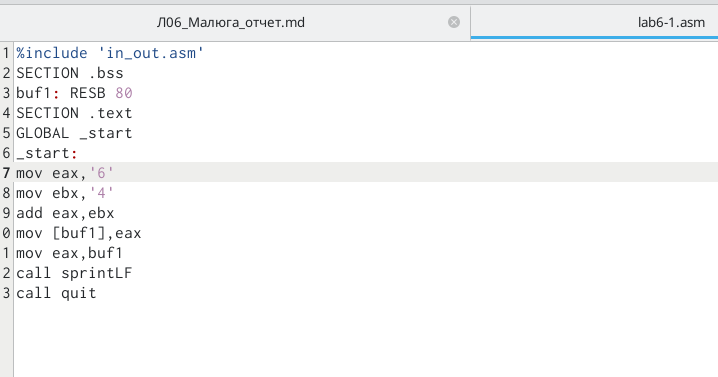 Л06_Малюга_отчет.md
lab6-1.asm
1 %include 'in_out.asm'
2 SECTION .bss
3 buf1: RESB 80
4 SECTION .text
5 GLOBAL _start
6 _start:
7 mov eax,'6'
8 mov ebx,'4'
9 add eax,ebx
0 mov [buf1],eax
1 mov eax,buf1
2 call sprintLF
3 call quit